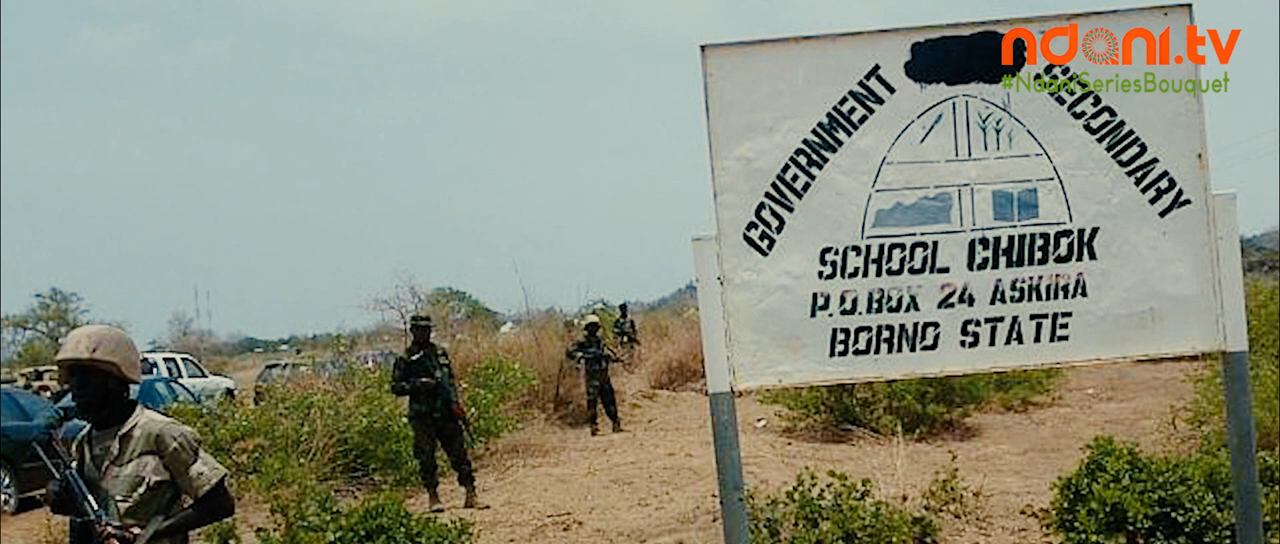 ndani.tv
#NdaniSeriesBouquet
GOVERNMENT SECONDARY
SCHOOL CHIBOK
P.O.BOX 24 ASKIRA
BORNO STATE